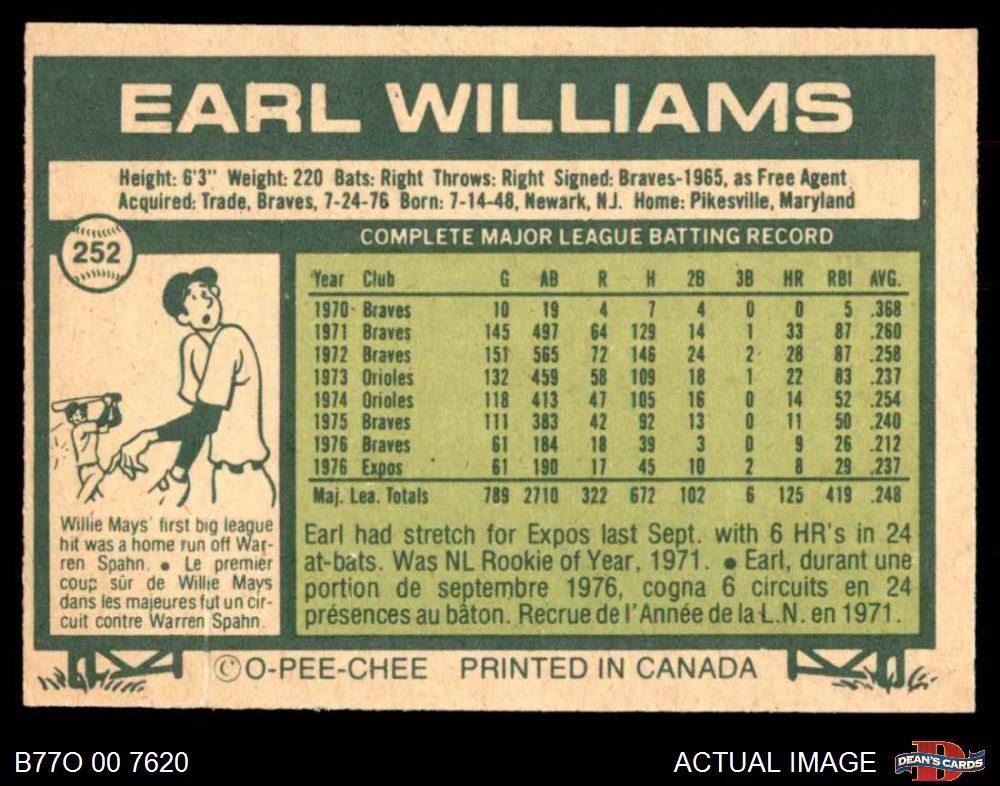 EARL WILLIAMS
Height: 6'3" Weight: 220 Bats: Right Throws: Right Signed: Braves-1965, as Free Agent
Acquired: Trade, Braves, 7-24-76 Born: 7-14-48, Newark, N.J. Home: Pikesville, Maryland
252
COMPLETE MAJOR LEAGUE BATTING RECORD
Year Club G AB R H 2B 3B HR RBI AVG.
1970 Braves 10 19 4 7 4 0 0 5 .368
1971 Braves 145 497 64 129 14 1 33 87 .260
1972 Braves 151 565 72 146 24 2 28 87 .258
1973 Orioles 132 459 58 109 18 1 22 83 .237
1974 Orioles 118 413 47 105 16 0 14 52 .254
1975 Braves 111 383 42 92 13 0 11 50 .240
1976 Braves 61 184 18 39 3 0 9 26 .212
1976 Expos 61 190 17 45 10 2 8 29 .237
Maj. Lea. Totals 789 2710 322 672 102 6 125 419 .248
Willie Mays' first big league
hit was a home run off War-
ren Spahn. • Le premier
coup sûr de Willie Mays
dans les majeures fut un cir-
cuit contre Warren Spahn.
Earl had stretch for Expos last Sept. with 6 HR's in 24
at-bats. Was NL Rookie of Year, 1971. • Earl, durant une
portion de septembre 1976, cogna 6 circuits en 24
présences au bâton. Recrue de l'Année de la L.N. en 1971.
© O-PEE-CHEE PRINTED IN CANADA
B77O 00 7620
ACTUAL IMAGE
DEAN'S CARDS